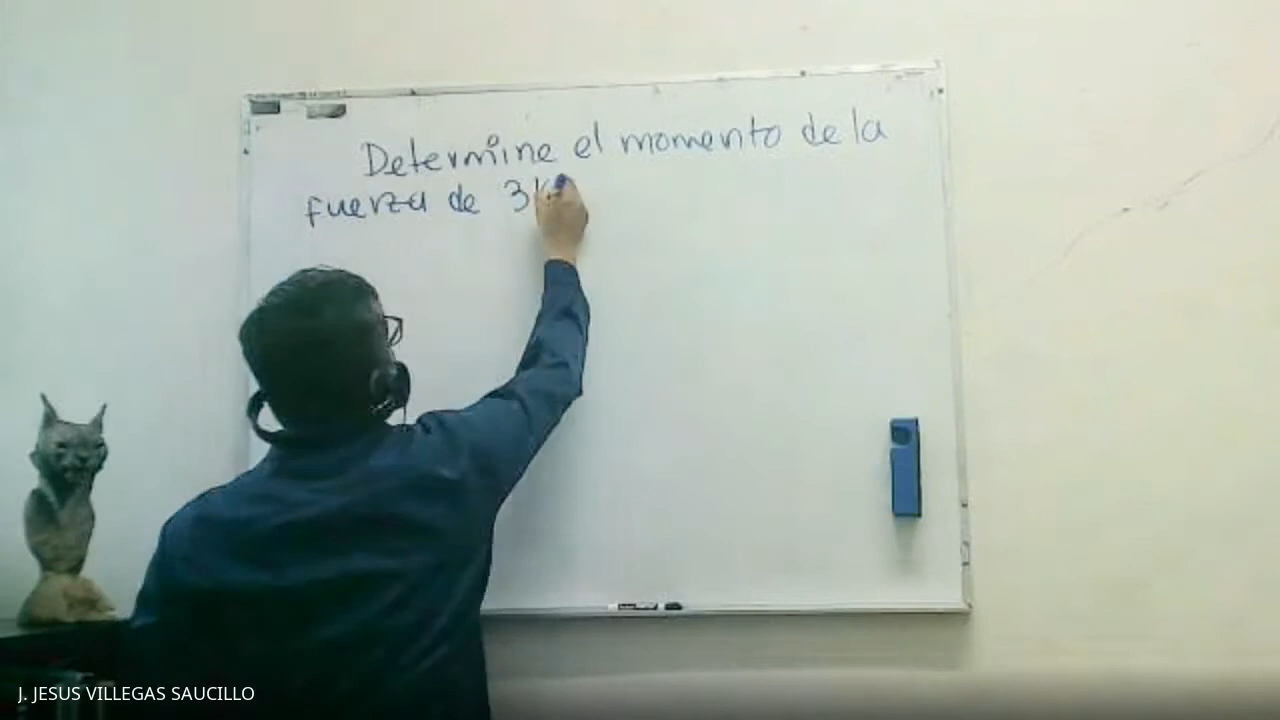 Determine el momento de la
fuerza de 3
J. JESUS VILLEGAS SAUCILLO